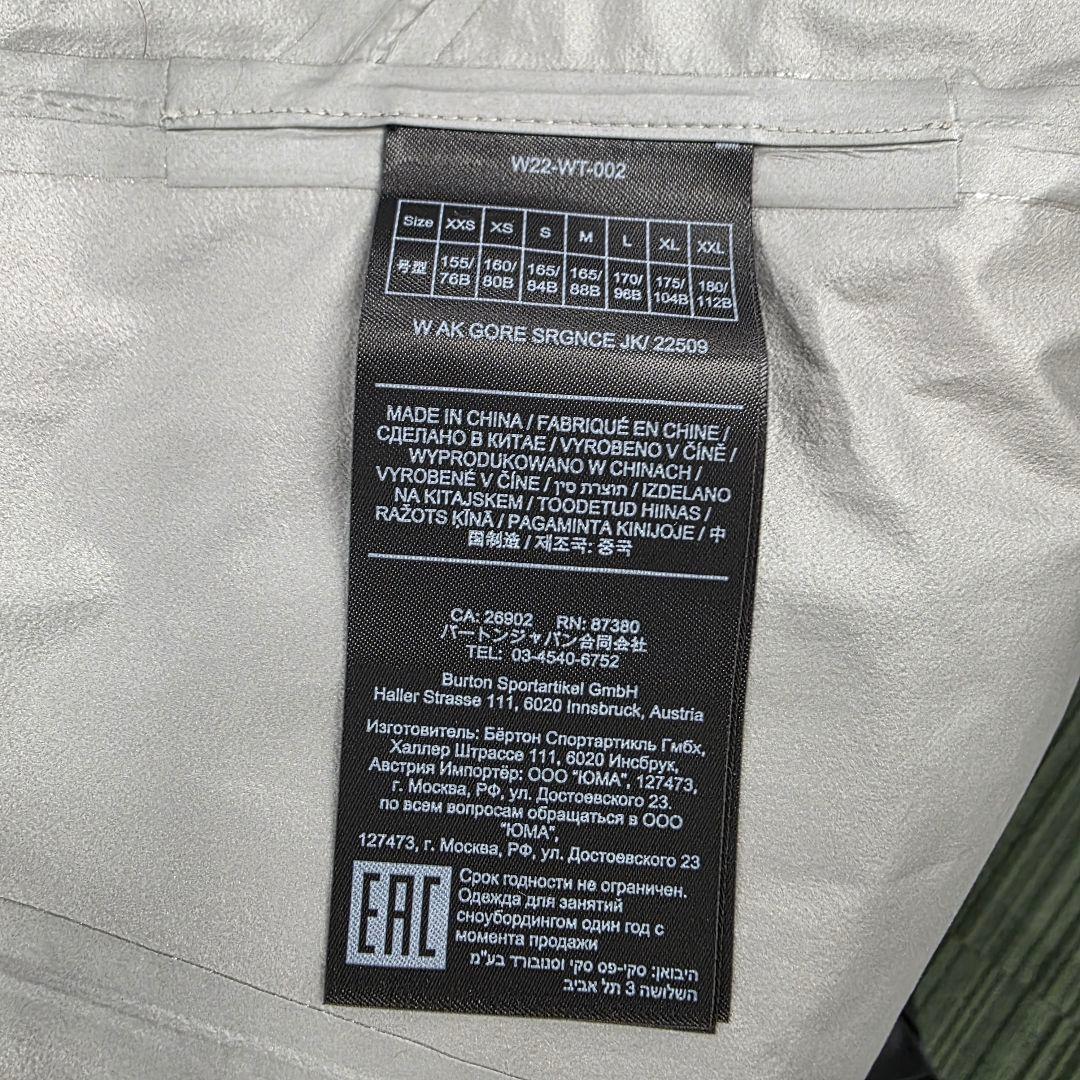 W22-WT-002
Size XXS XS S M L XL XXL
号型 155/76B 160/80B 165/84B 165/88B 170/96B 175/104B 180/112B
W AK GORE SRGNCE JK/ 22509
MADE IN CHINA / FABRIQUÉ EN CHINE /
СДЕЛАНО В КИТАЕ / VYROBENO V ČÍNĚ /
WYPRODUKOWANO W CHINACH /
VYROBENÉ V ČÍNE / תוצרת סין / IZDELANO
NA KITAJSKEM / TOODETUD HIINAS /
RAŽOTS ĶĪNĀ / PAGAMINTA KINIJOJE / 中
国制造 / 제조국: 중국
CA: 26902 RN: 87380
バートンジャパン合同会社
TEL: 03-4540-6752
Burton Sportartikel GmbH
Haller Strasse 111, 6020 Innsbruck, Austria
Изготовитель: Бёртон Спортартикль Гмбх,
Халлер Штрассе 111, 6020 Инсбрук,
Австрия Импортёр: ООО "ЮМА", 127473,
г. Москва, РФ, ул. Достоевского 23.
по всем вопросам обращаться в ООО
"ЮМА",
127473, г. Москва, РФ, ул. Достоевского 23
EAC
Срок годности не ограничен.
Одежда для занятий
сноубордингом один год с
момента продажи
היבואן: סקי-פס סקי וסנובורד בע"מ
השלושה 3 תל אביב